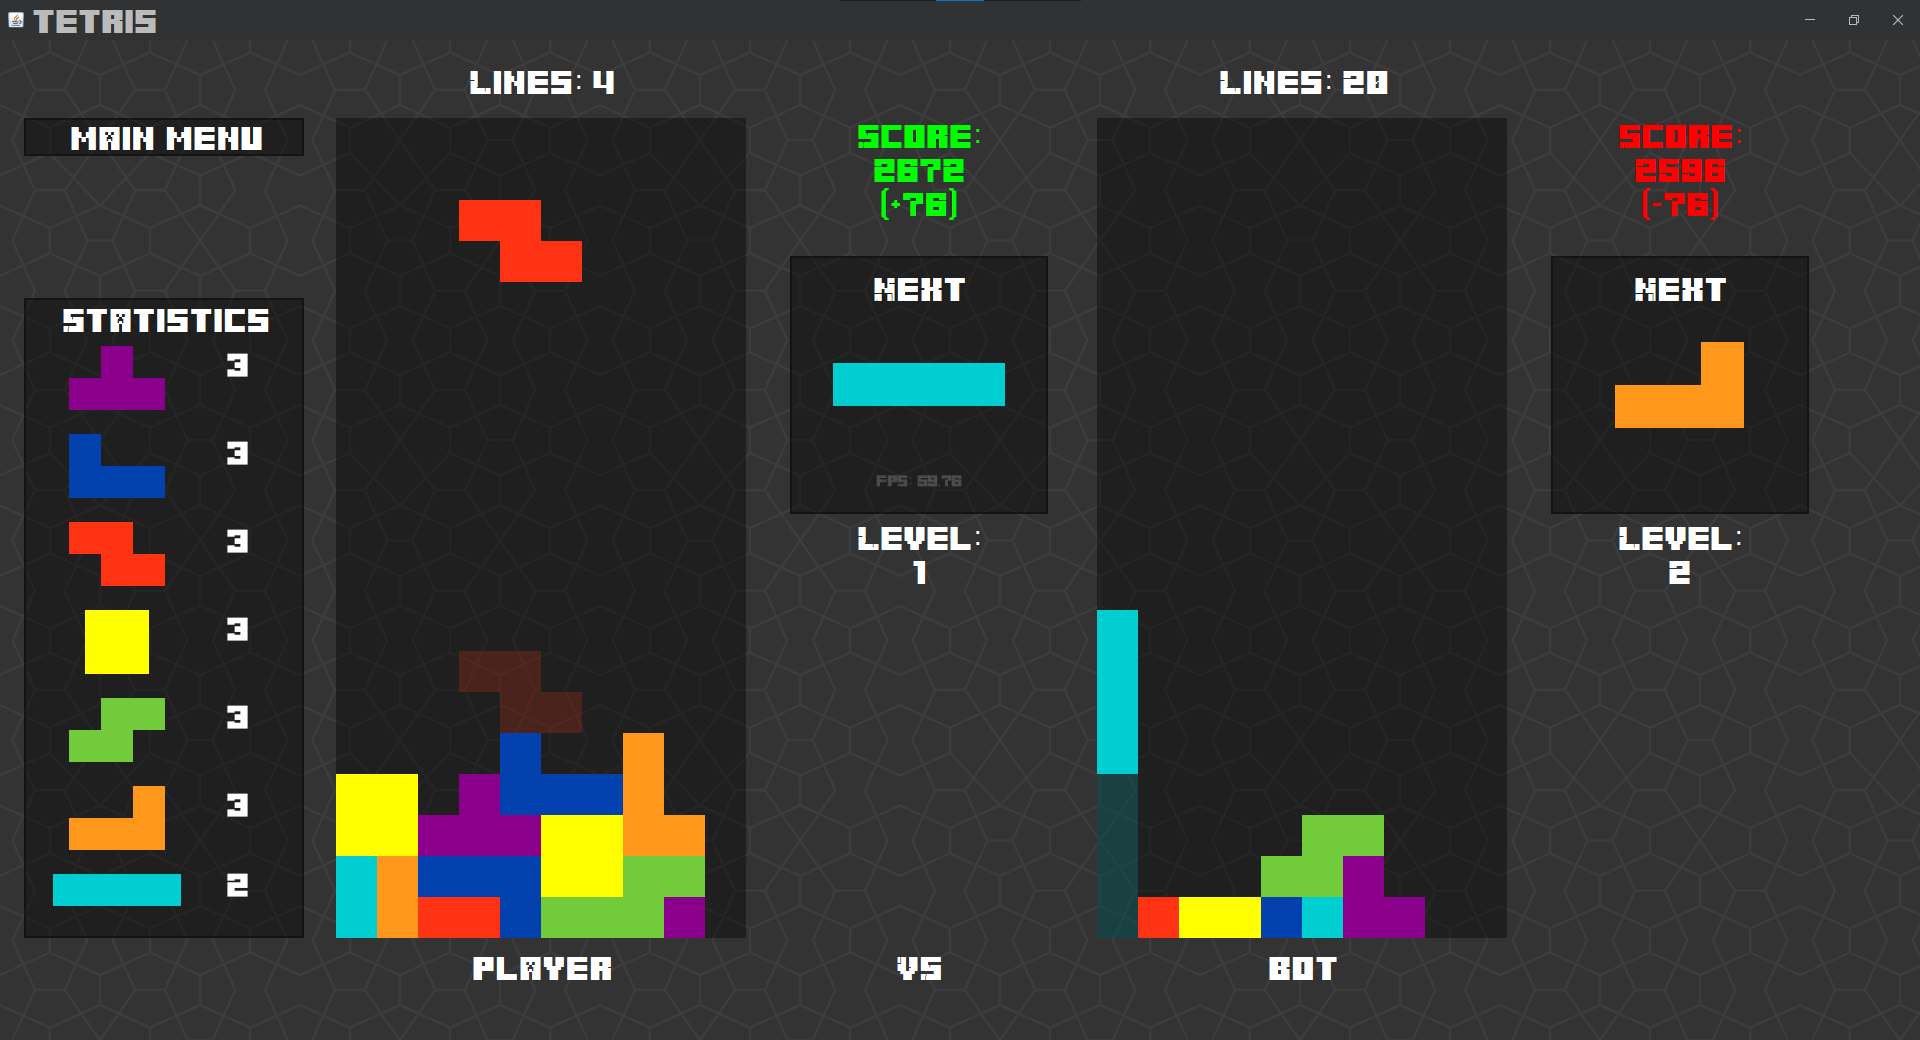 TETRIS
LINES: 4
LINES: 20
MAIN MENU
SCORE:
2672
(+76)
SCORE:
2596
(-76)
STATISTICS
3
3
3
3
3
3
2
NEXT
FPS: 59.76
LEVEL:
1
NEXT
LEVEL:
2
PLAYER
VS
BOT